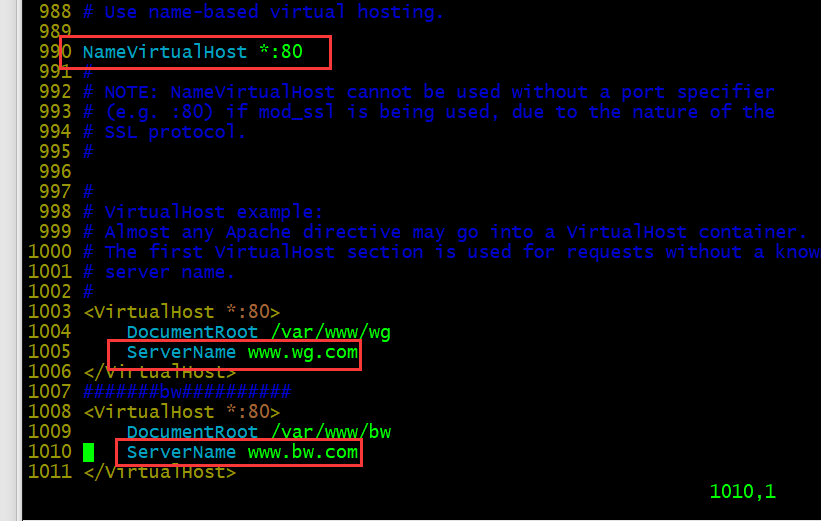 988 # Use name-based virtual hosting.
989
990 NameVirtualHost *:80
991 #
992 # NOTE: NameVirtualHost cannot be used without a port specifier
993 # (e.g. :80) if mod_ssl is being used, due to the nature of the
994 # SSL protocol.
995 #
996
997 #
998 # VirtualHost example:
999 # Almost any Apache directive may go into a VirtualHost container.
1000 # The first VirtualHost section is used for requests without a know
1001 # server name.
1002 #
1003 <VirtualHost *:80>
1004 DocumentRoot /var/www/wg
1005 ServerName www.wg.com
1006 </VirtualHost>
1007 #######bw##########
1008 <VirtualHost *:80>
1009 DocumentRoot /var/www/bw
1010 ServerName www.bw.com
1011 </VirtualHost>
1010,1